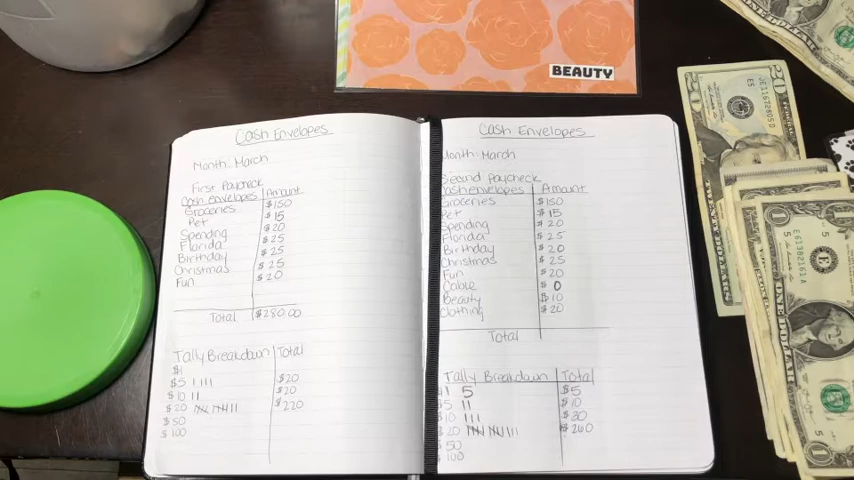 BEAUTY
Cash Envelopes
Month: March
First Paycheck
Cash envelopes Amount
Groceries $150
Pet $15
Spending $20
Florida $25
Birthday $25
Christmas $25
Fun $20
Total $280.00
Tally Breakdown Total
$1
$5 $20
$10 $20
$20 $220
$50
$100
Cash Envelopes
Month: March
Second Paycheck
Cash envelopes Amount
Groceries $150
Pet $15
Spending $20
Florida $25
Birthday $20
Christmas $25
Fun $20
Cable $0
Beauty $10
Clothing $20
Total
Tally Breakdown Total
$1 5 $5
$5 $10
$10 $30
$20 $260
$50
$100
ONE DOLLAR